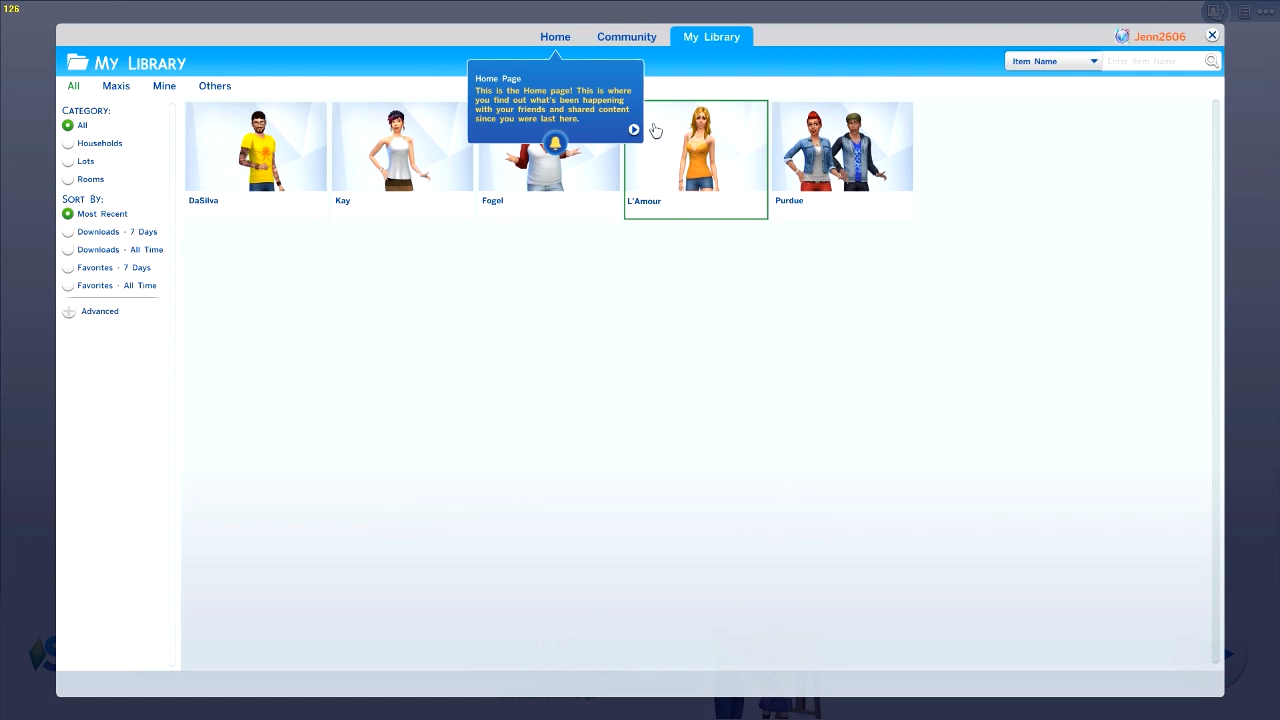 126
Home
Community
My Library
Jenn2606
My Library
Item Name
Enter Item Name
All
Maxis
Mine
Others
Home Page
This is the Home page! This is where
you find out what's been happening
with your friends and shared content
since you were last here.
Category:
All
Households
Lots
Rooms
Sort By:
Most Recent
Downloads - 7 Days
Downloads - All Time
Favorites - 7 Days
Favorites - All Time
Advanced
DaSilva
Kay
Fogel
L'Amour
Purdue